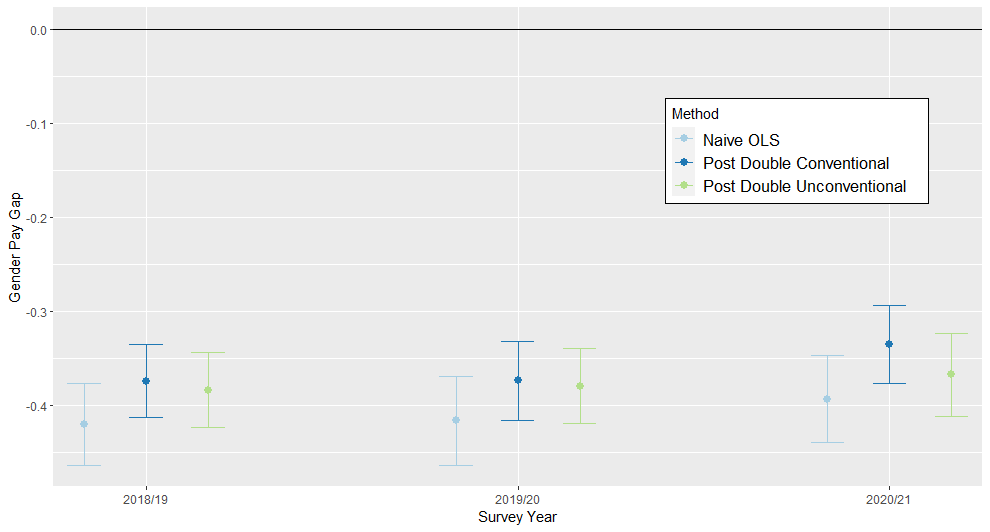 0.0
-0.1
-0.2
-0.3
-0.4
Gender Pay Gap
Method
Naive OLS
Post Double Conventional
Post Double Unconventional
2018/19
2019/20
2020/21
Survey Year